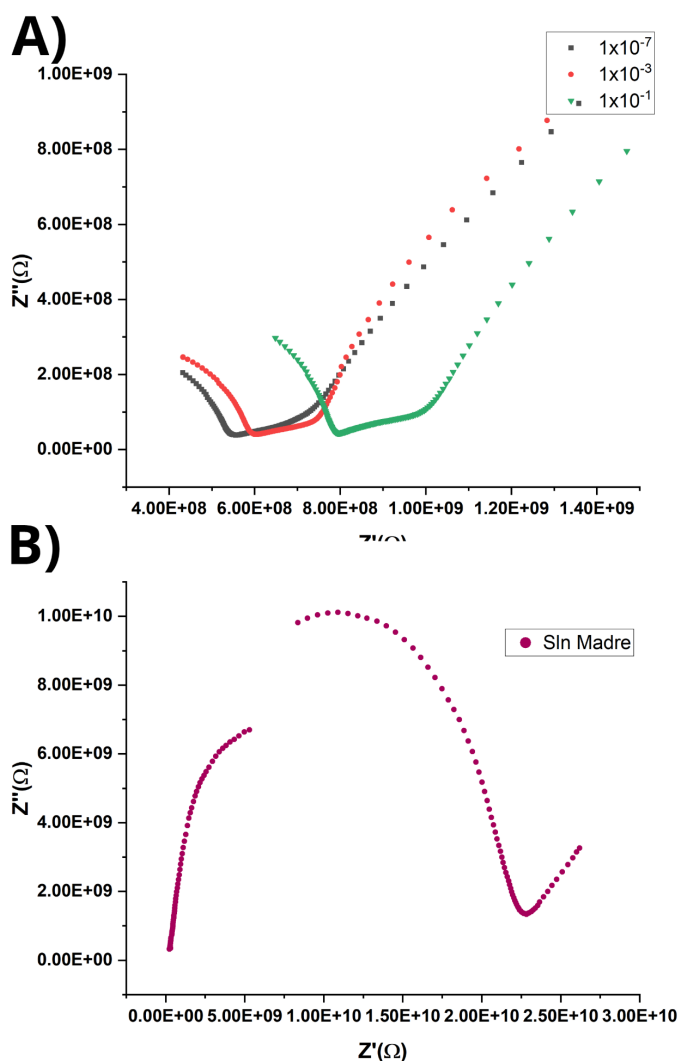 A)
1x10⁻⁷
1x10⁻³
1x10⁻¹
1.00E+09
8.00E+08
6.00E+08
4.00E+08
2.00E+08
0.00E+00
Z''(Ω)
4.00E+08 6.00E+08 8.00E+08 1.00E+09 1.20E+09 1.40E+09
Z'(Ω)
B)
Sln Madre
1.00E+10
8.00E+09
6.00E+09
4.00E+09
2.00E+09
0.00E+00
Z''(Ω)
0.00E+00 5.00E+09 1.00E+10 1.50E+10 2.00E+10 2.50E+10 3.00E+10
Z'(Ω)